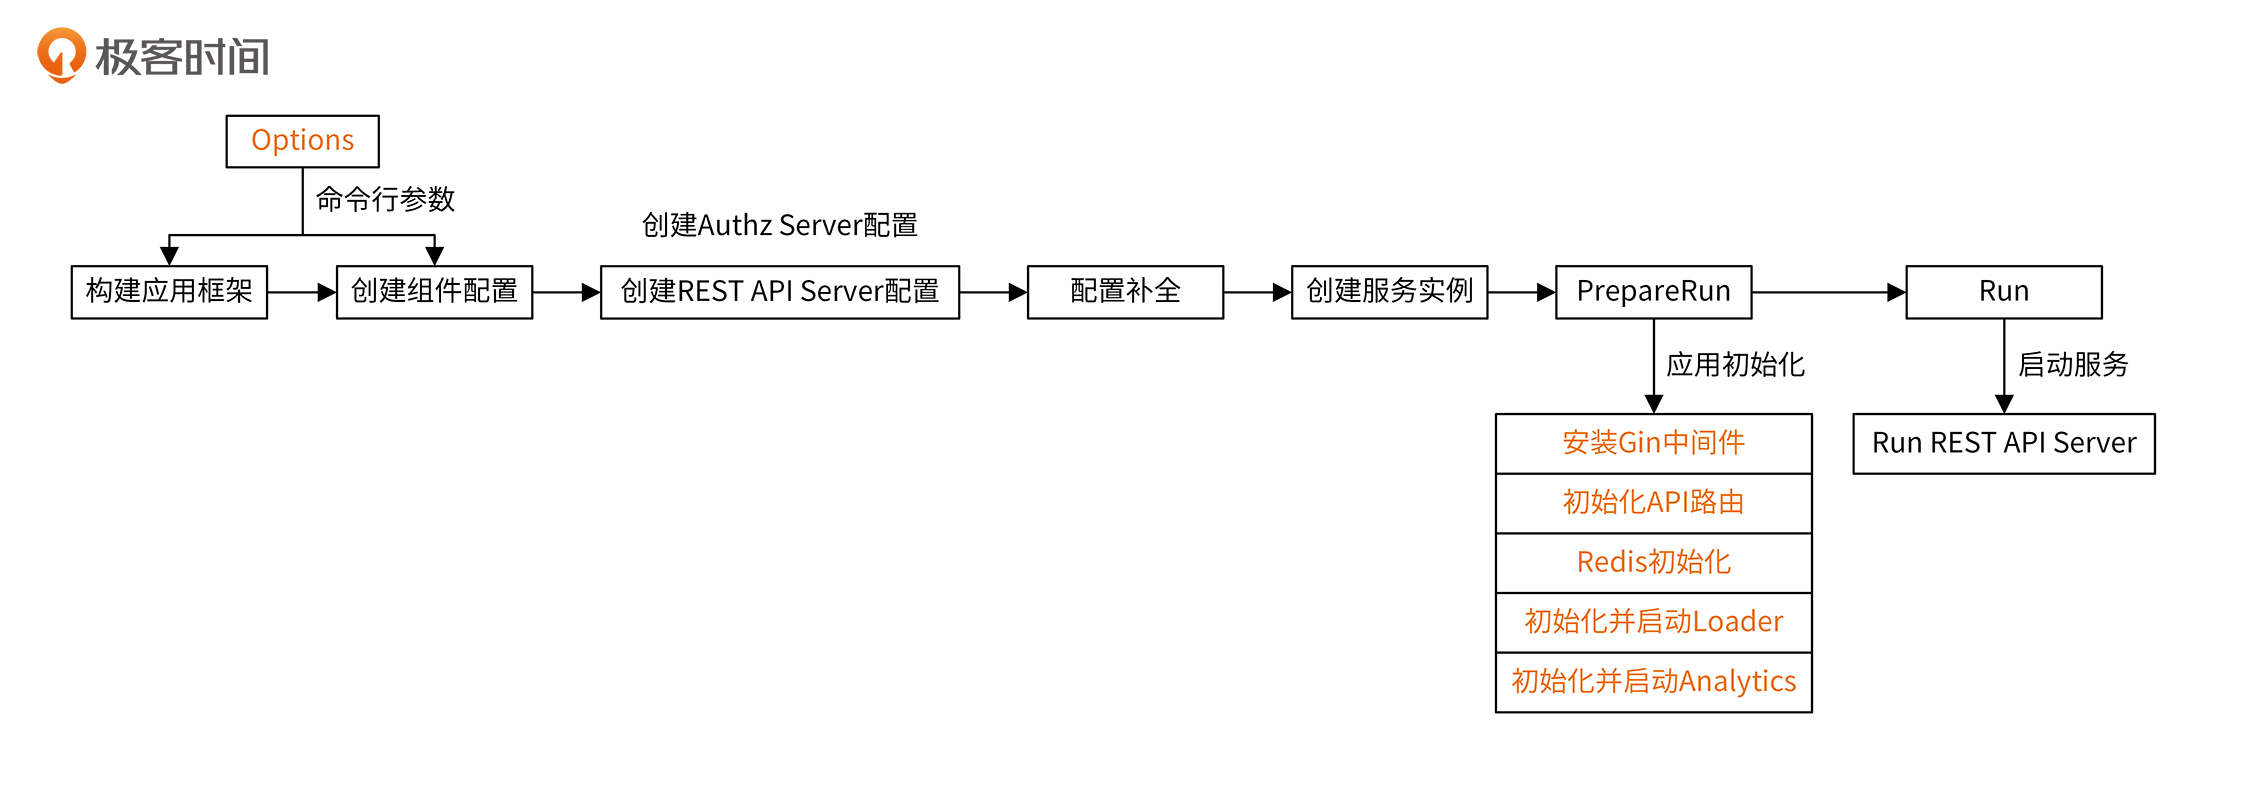 极客时间
Options
命令行参数
创建Authz Server配置
构建应用框架
创建组件配置
创建REST API Server配置
配置补全
创建服务实例
PrepareRun
Run
应用初始化
启动服务
安装Gin中间件
Run REST API Server
初始化API路由
Redis初始化
初始化并启动Loader
初始化并启动Analytics